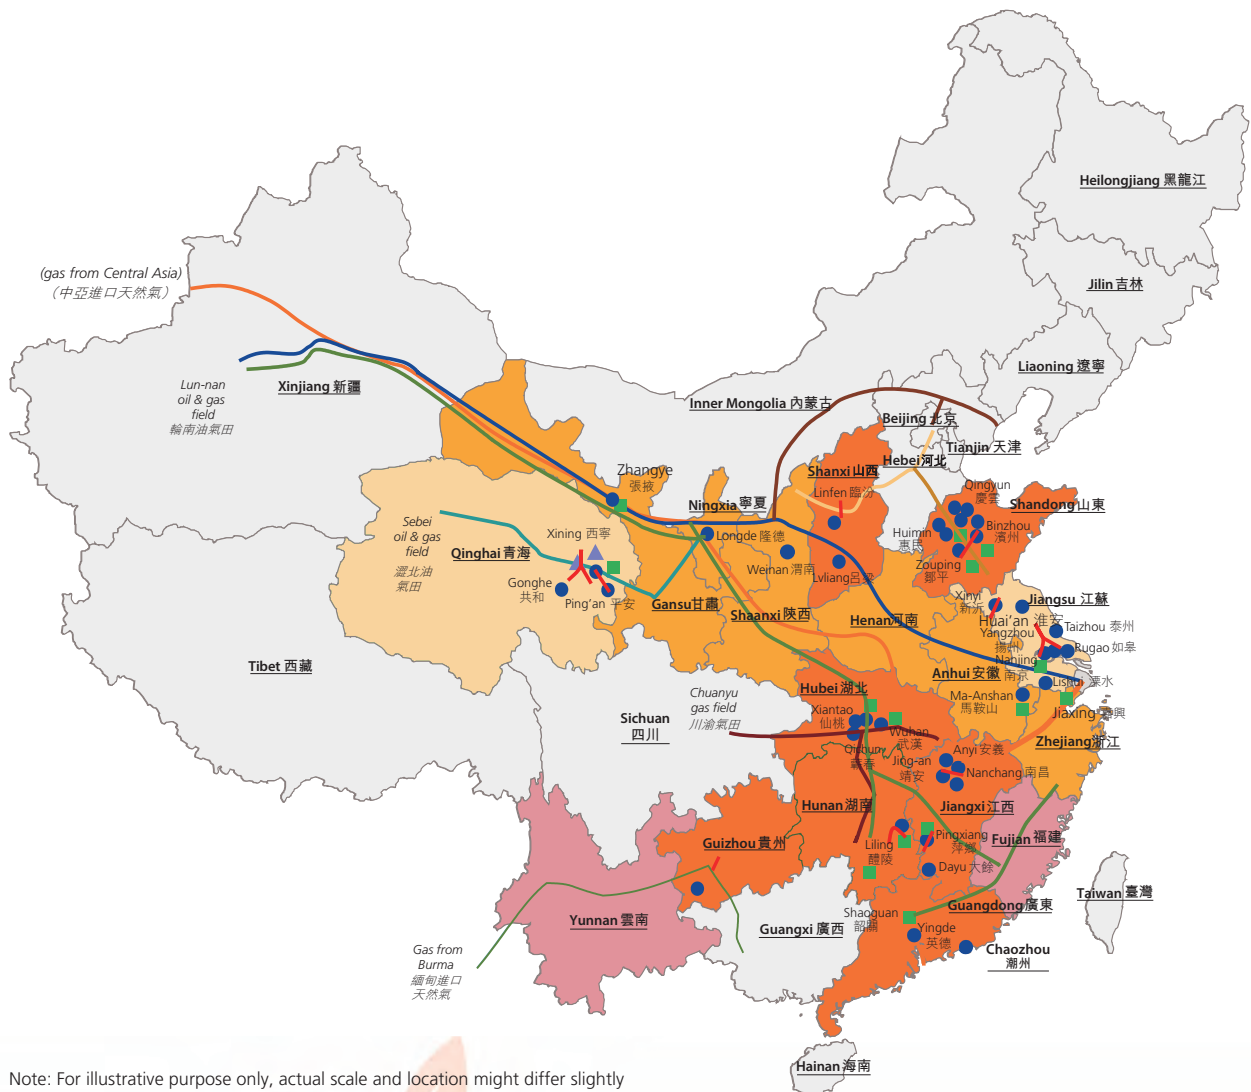 Heilongjiang 黑龍江
(gas from Central Asia)
（中亞進口天然氣）
Jilin 吉林
Liaoning 遼寧
Lun-nan
oil & gas
field
輪南油氣田
Xinjiang 新疆
Inner Mongolia 內蒙古
Beijing 北京
Tianjin 天津
Hebei 河北
Shanxi 山西
Zhangye
張掖
Linfen 臨汾
Qingyun
慶雲
Shandong 山東
Ningxia 寧夏
Sebei
oil & gas
field
澀北油
氣田
Xining 西寧
Longde 隆德
Huimin
惠民
Binzhou
濱州
Qinghai 青海
Weinan 渭南
Zouping
鄒平
Lvliang 呂梁
Gonghe
共和
Ping’an 平安
Gansu 甘肅
Shaanxi 陝西
Henan 河南
Xinyi
新沂
Jiangsu 江蘇
Huai’an 淮安
Yangzhou
揚州
Taizhou 泰州
Rugao 如皋
Nanjing
南京
Tibet 西藏
Anhui 安徽
Lishui 溧水
Chuanyu
gas field
川渝氣田
Hubei 湖北
Ma-Anshan
馬鞍山
Jiaxing 嘉興
Sichuan
四川
Xiantao
仙桃
Wuhan
武漢
Zhejiang 浙江
Qichun
蘄春
Jing-an
靖安
Anyi 安義
Nanchang 南昌
Hunan 湖南
Jiangxi 江西
Guizhou 貴州
Liling
醴陵
Pingxiang
萍鄉
Fujian 福建
Dayu 大餘
Taiwan 臺灣
Yunnan 雲南
Guangxi 廣西
Shaoguan
韶關
Guangdong 廣東
Yingde
英德
Chaozhou
潮州
Gas from
Burma
緬甸進口
天然氣
Hainan 海南
Note: For illustrative purpose only, actual scale and location might differ slightly